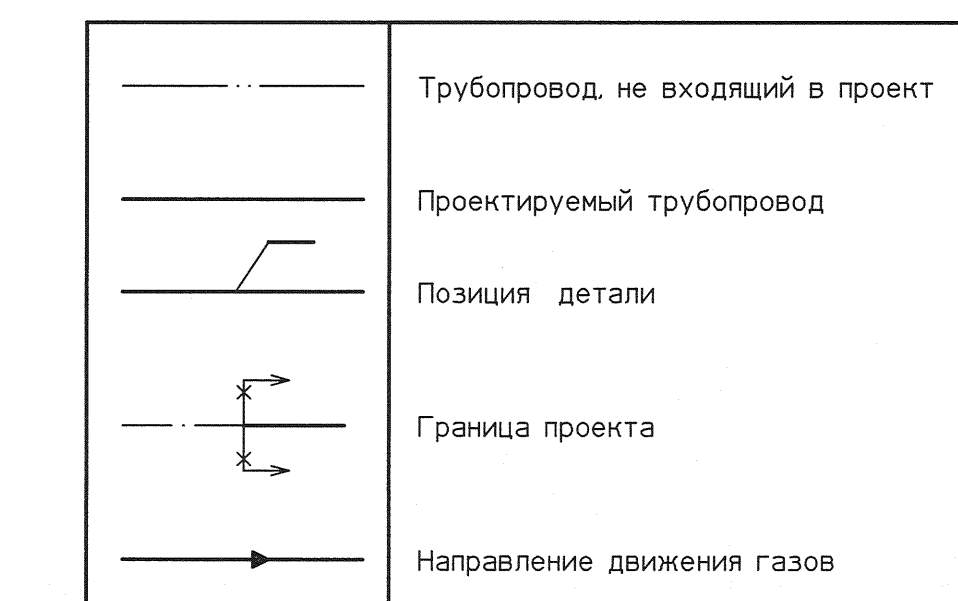 Трубопровод, не входящий в проект
Проектируемый трубопровод
Позиция детали
Граница проекта
Направление движения газов